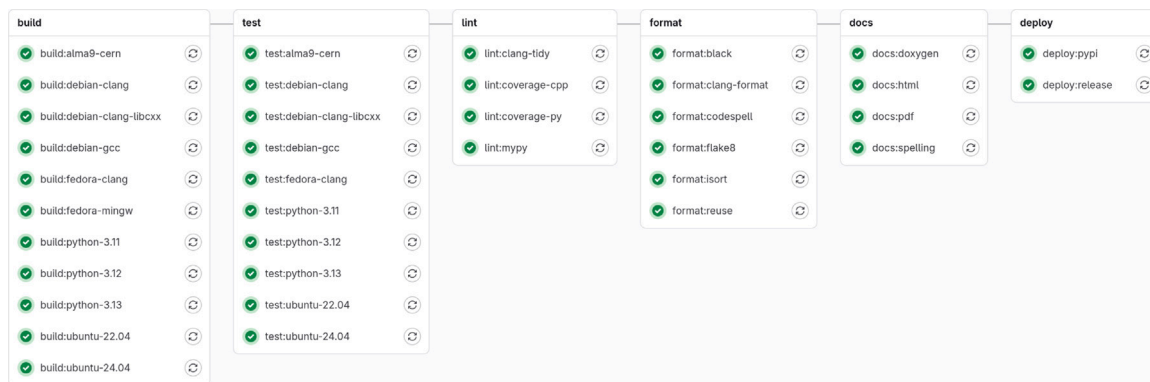 build
build:alma9-cern
build:debian-clang
build:debian-clang-libcxx
build:debian-gcc
build:fedora-clang
build:fedora-mingw
build:python-3.11
build:python-3.12
build:python-3.13
build:ubuntu-22.04
build:ubuntu-24.04
test
test:alma9-cern
test:debian-clang
test:debian-clang-libcxx
test:debian-gcc
test:fedora-clang
test:python-3.11
test:python-3.12
test:python-3.13
test:ubuntu-22.04
test:ubuntu-24.04
lint
lint:clang-tidy
lint:coverage-cpp
lint:coverage-py
lint:mypy
format
format:black
format:clang-format
format:codespell
format:flake8
format:isort
format:reuse
docs
docs:doxygen
docs:html
docs:pdf
docs:spelling
deploy
deploy:pypi
deploy:release